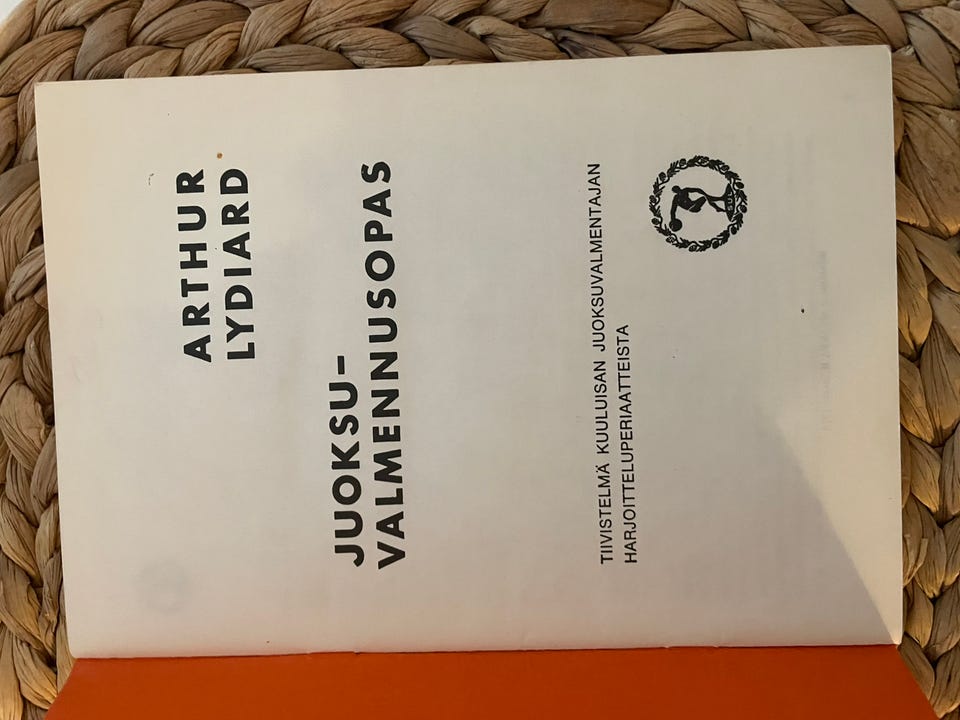 ARTHUR
LYDIARD
JUOKSU-
VALMENNUSOPAS
TIIVISTELMÄ KUULUISAN JUOKSUVALMENTAJAN
HARJOITTELUPERIAATTEISTA